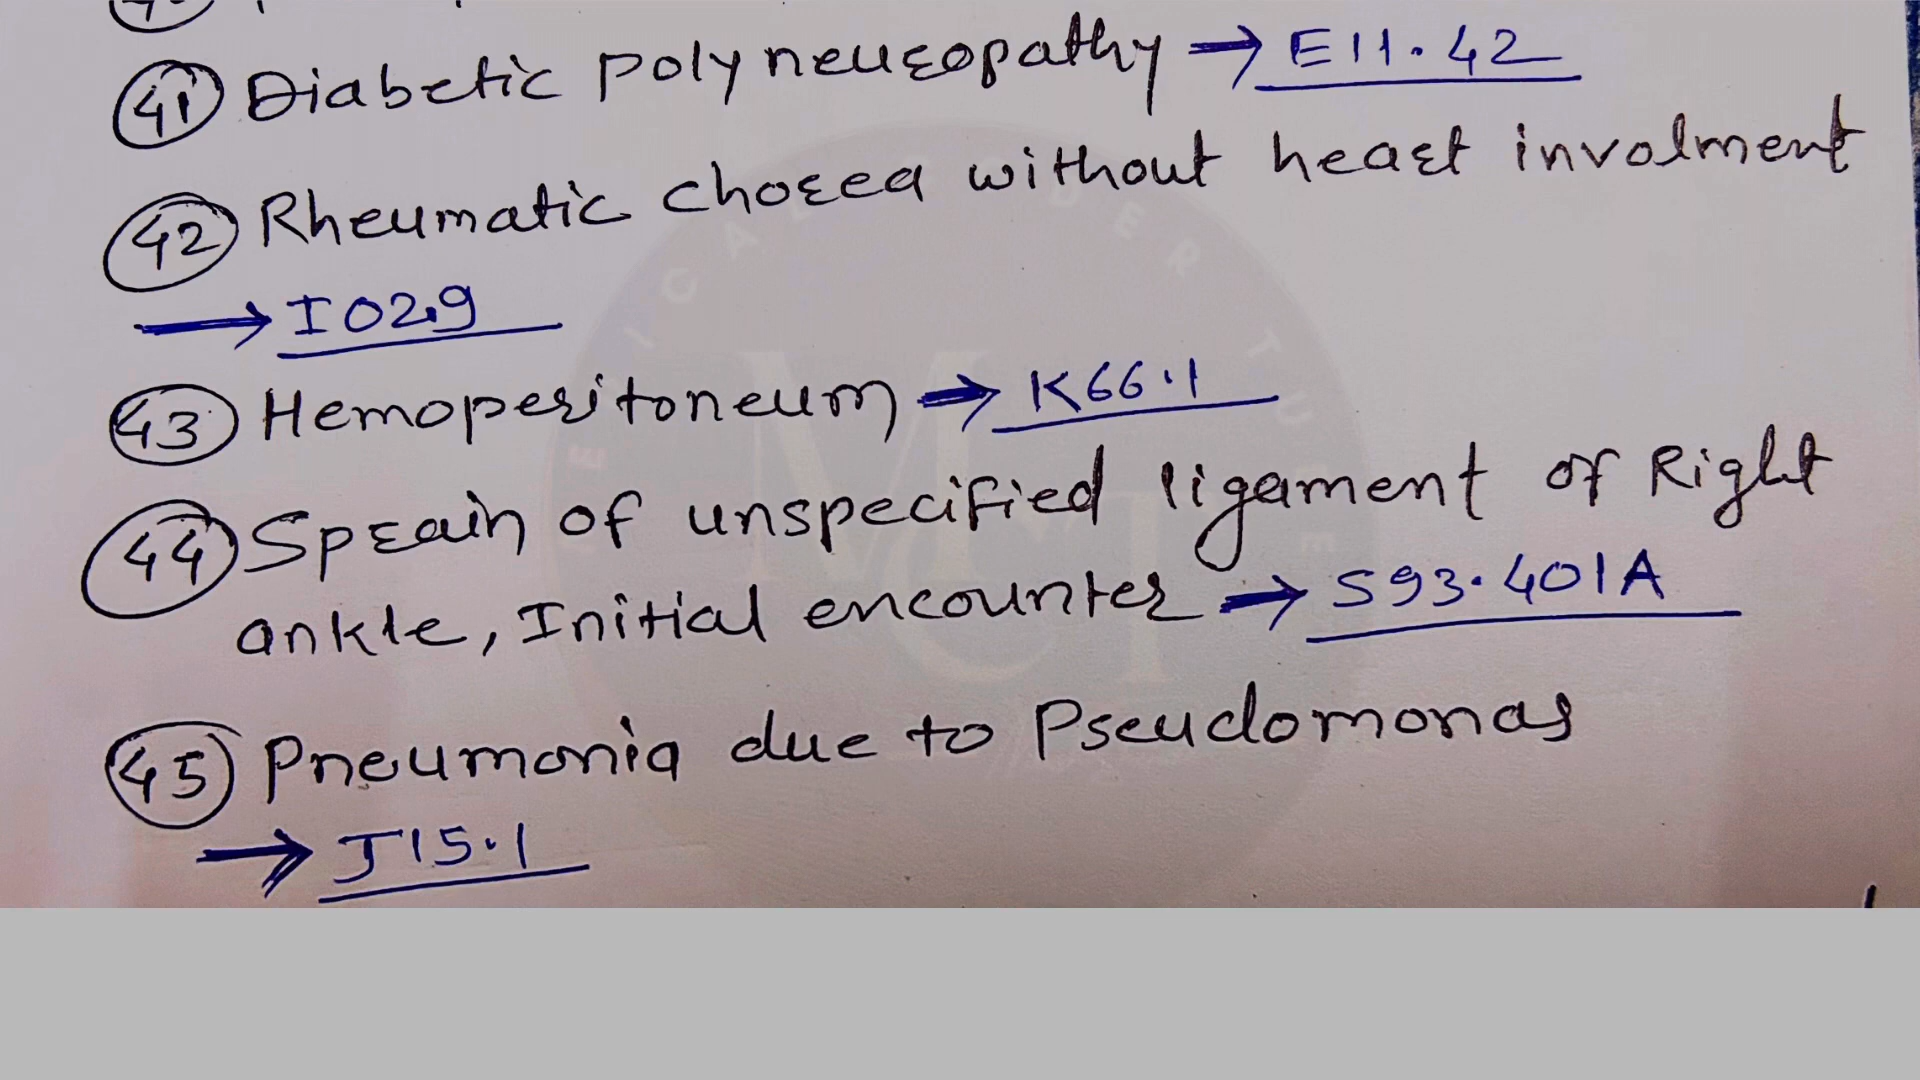 41 Diabetic polyneuropathy → E11.42
42 Rheumatic chorea without heart involment
→ I02.9
43 Hemoperitoneum → K66.1
44 Sprain of unspecified ligament of Right
ankle, Initial encounter → S93.401A
45 Pneumonia due to Pseudomonas
→ J15.1